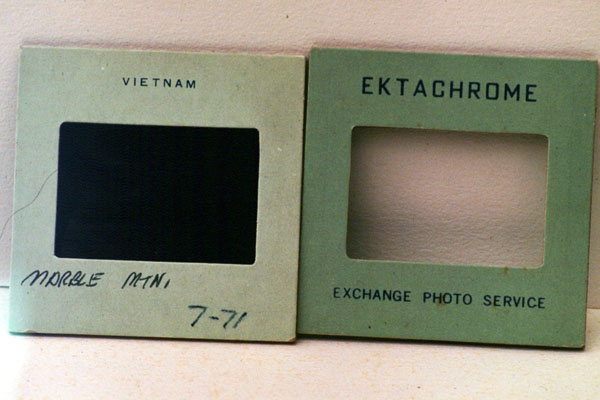 VIETNAM
MARBLE MTN,
7-71
EKTACHROME
EXCHANGE PHOTO SERVICE